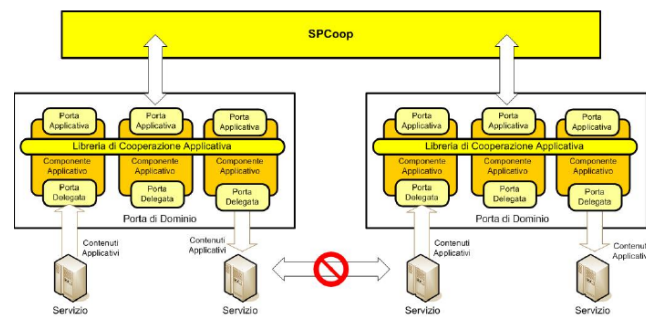 SPCoop
Porta Applicativa
Porta Applicativa
Porta Applicativa
Libreria di Cooperazione Applicativa
Componente Applicativo
Componente Applicativo
Componente Applicativo
Porta Delegata
Porta Delegata
Porta Delegata
Porta di Dominio
Contenuti Applicativi
Contenuti Applicativi
Servizio
Servizio
Porta Applicativa
Porta Applicativa
Porta Applicativa
Libreria di Cooperazione Applicativa
Componente Applicativo
Componente Applicativo
Componente Applicativo
Porta Delegata
Porta Delegata
Porta Delegata
Porta di Dominio
Contenuti Applicativi
Contenuti Applicativi
Servizio
Servizio